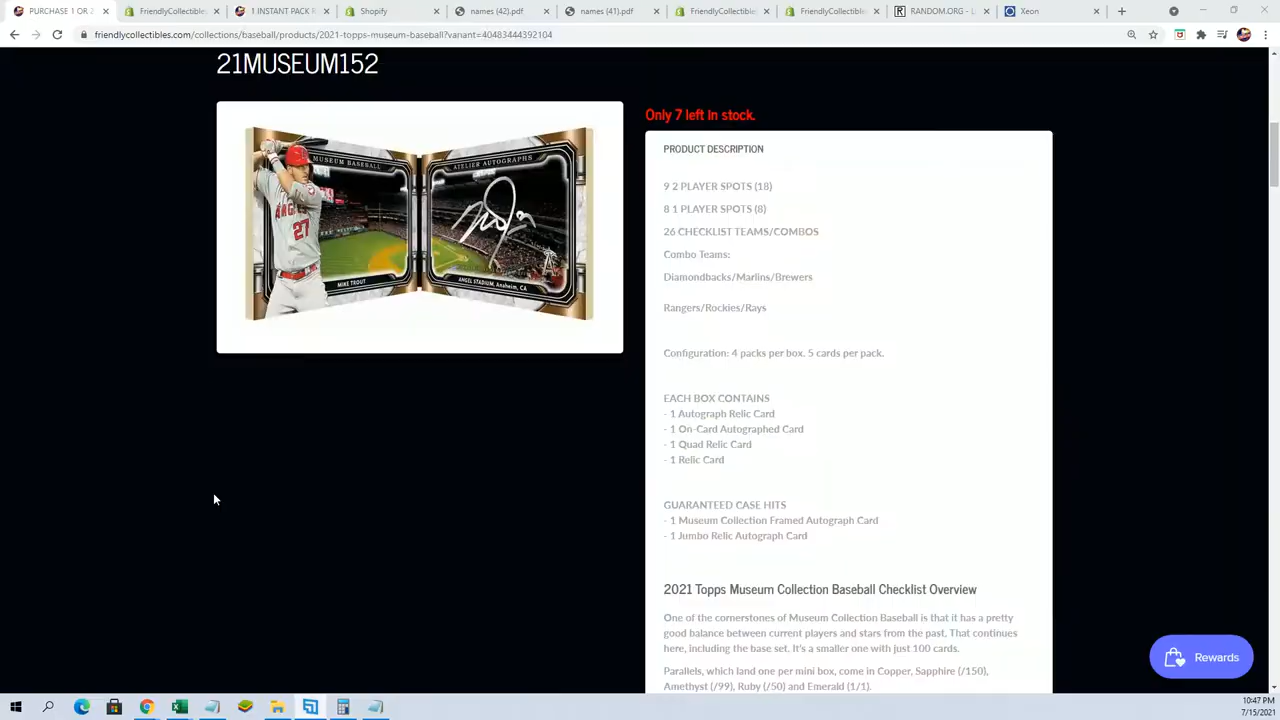 PURCHASE 1 OR 2
FriendlyCollectibles
1 INSTANT PACK R
Shopify
names (42).pdf
names (41).pdf
FriendlyCollectibles
FriendlyCollectibles
RANDOM.ORG - L
Xeon
friendlycollectibles.com/collections/baseball/products/2021-topps-museum-baseball?variant=40483444392104
21MUSEUM152
MUSEUM BASEBALL
ATELIER AUTOGRAPHS
ANGELS
27
MIKE TROUT
ANGEL STADIUM, Anaheim, CA
Only 7 left in stock.
PRODUCT DESCRIPTION
9 2 PLAYER SPOTS (18)
8 1 PLAYER SPOTS (8)
26 CHECKLIST TEAMS/COMBOS
Combo Teams:
Diamondbacks/Marlins/Brewers
Rangers/Rockies/Rays
Configuration: 4 packs per box. 5 cards per pack.
EACH BOX CONTAINS
- 1 Autograph Relic Card
- 1 On-Card Autographed Card
- 1 Quad Relic Card
- 1 Relic Card
GUARANTEED CASE HITS
- 1 Museum Collection Framed Autograph Card
- 1 Jumbo Relic Autograph Card
2021 Topps Museum Collection Baseball Checklist Overview
One of the cornerstones of Museum Collection Baseball is that it has a pretty
good balance between current players and stars from the past. That continues
here, including the base set. It's a smaller one with just 100 cards.
Parallels, which land one per mini box, come in Copper, Sapphire (/150),
Amethyst (/99), Ruby (/50) and Emerald (1/1).
Rewards
10:47 PM
7/15/2021